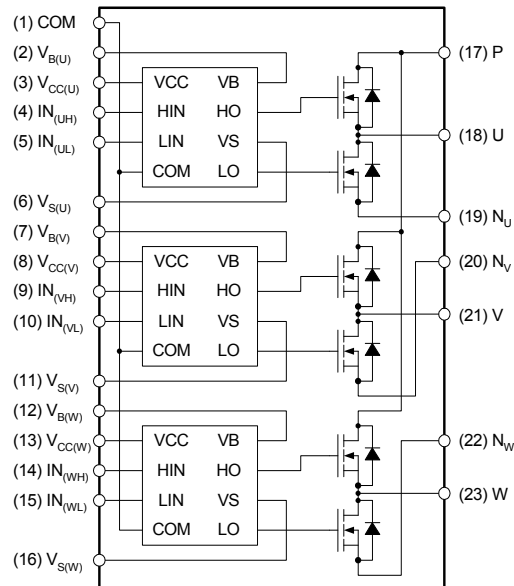 (1) COM
(2) V_B(U)
(3) V_CC(U)
(4) IN_(UH)
(5) IN_(UL)
(6) V_S(U)
(7) V_B(V)
(8) V_CC(V)
(9) IN_(VH)
(10) IN_(VL)
(11) V_S(V)
(12) V_B(W)
(13) V_CC(W)
(14) IN_(WH)
(15) IN_(WL)
(16) V_S(W)
VCC VB
HIN HO
LIN VS
COM LO
VCC VB
HIN HO
LIN VS
COM LO
VCC VB
HIN HO
LIN VS
COM LO
(17) P
(18) U
(19) N_U
(20) N_V
(21) V
(22) N_W
(23) W